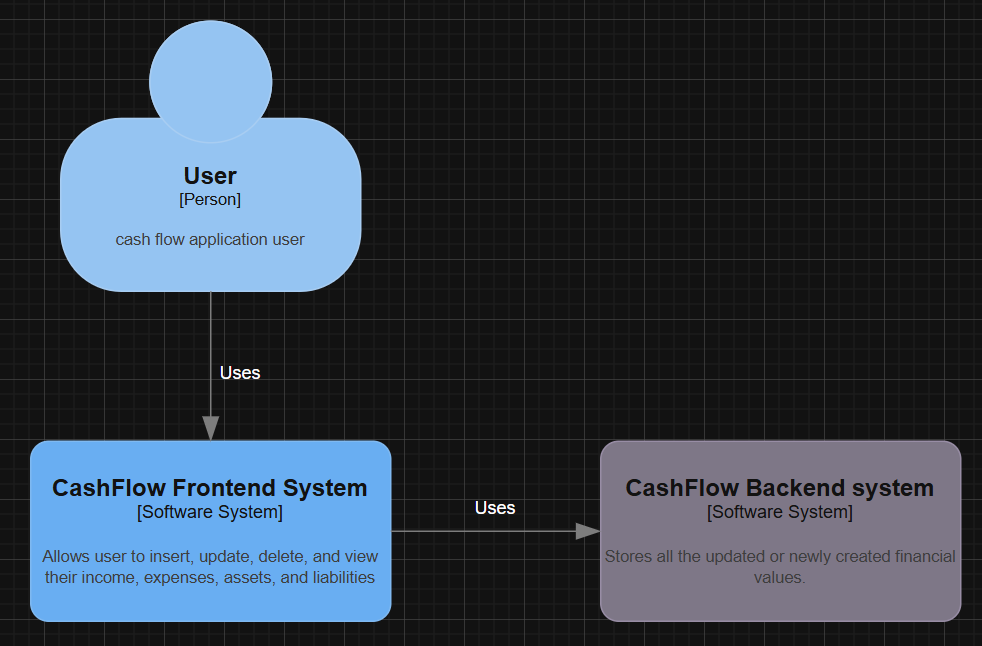 User
[Person]
cash flow application user
Uses
CashFlow Frontend System
[Software System]
Allows user to insert, update, delete, and view
their income, expenses, assets, and liabilities
Uses
CashFlow Backend system
[Software System]
Stores all the updated or newly created financial
values.